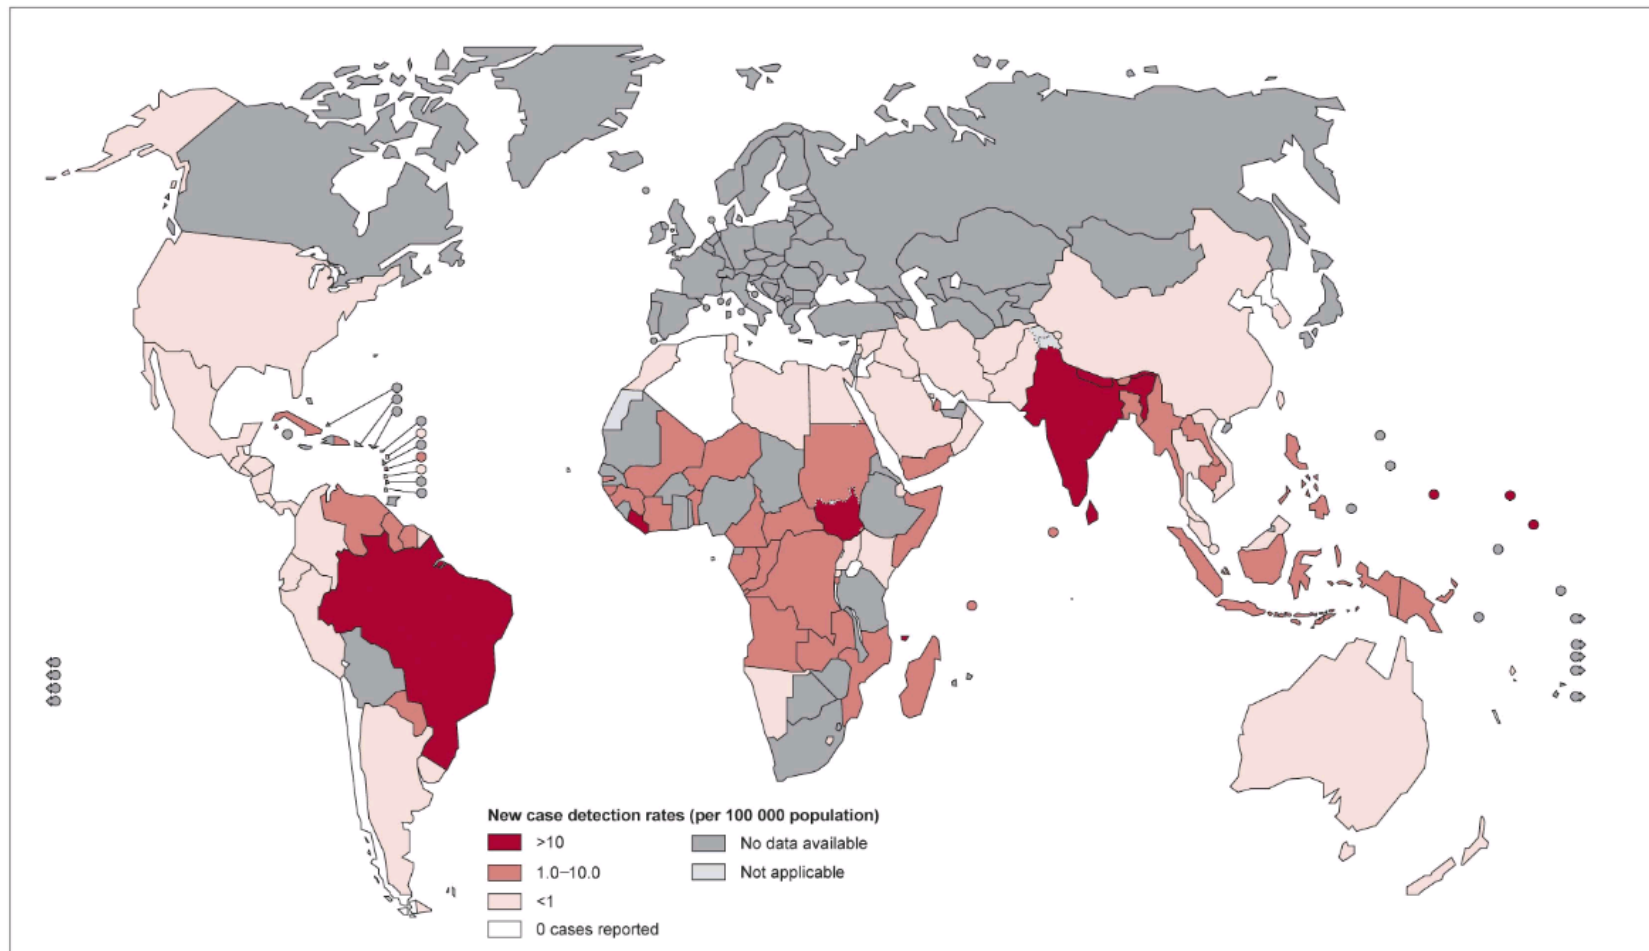 New case detection rates (per 100 000 population)
>10
1.0–10.0
<1
0 cases reported
No data available
Not applicable